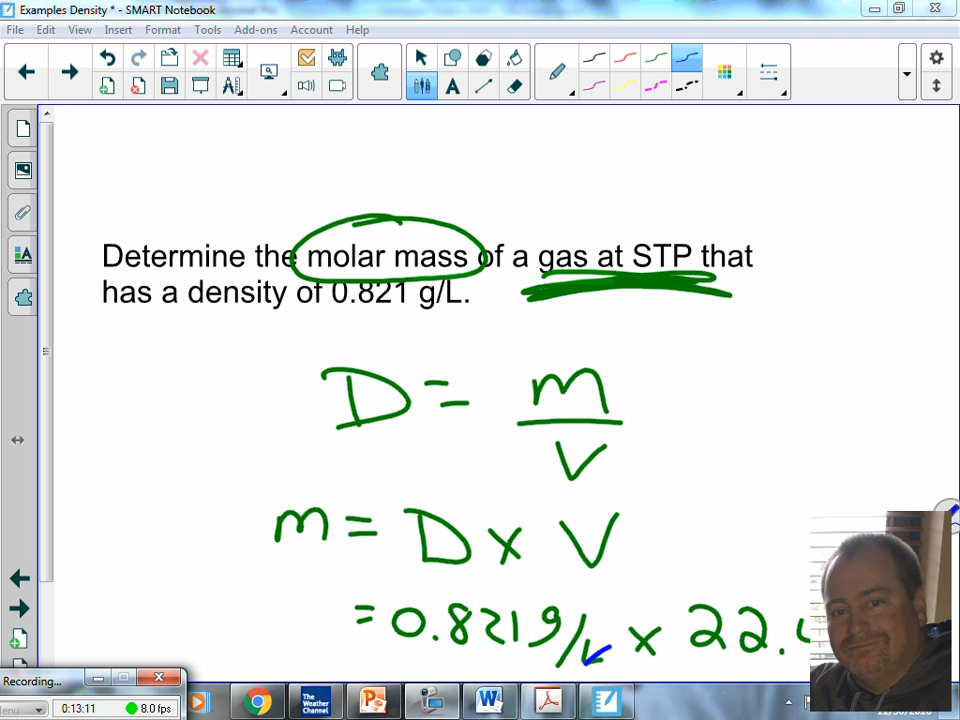 Examples Density * - SMART Notebook
File Edit View Insert Format Tools Add-ons Account Help
Determine the molar mass of a gas at STP that
has a density of 0.821 g/L.
D = m
V
m = D x V
= 0.821 g/L x 22.
Recording...
0:13:11 8.0 fps
The
Weather
Channel